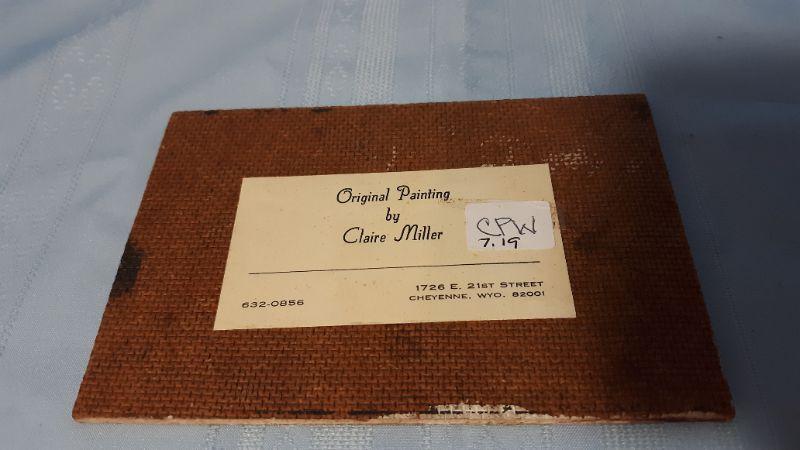 Original Painting
by
Claire Miller
CPW
7.19
632-0856
1726 E. 21ST STREET
CHEYENNE, WYO. 82001